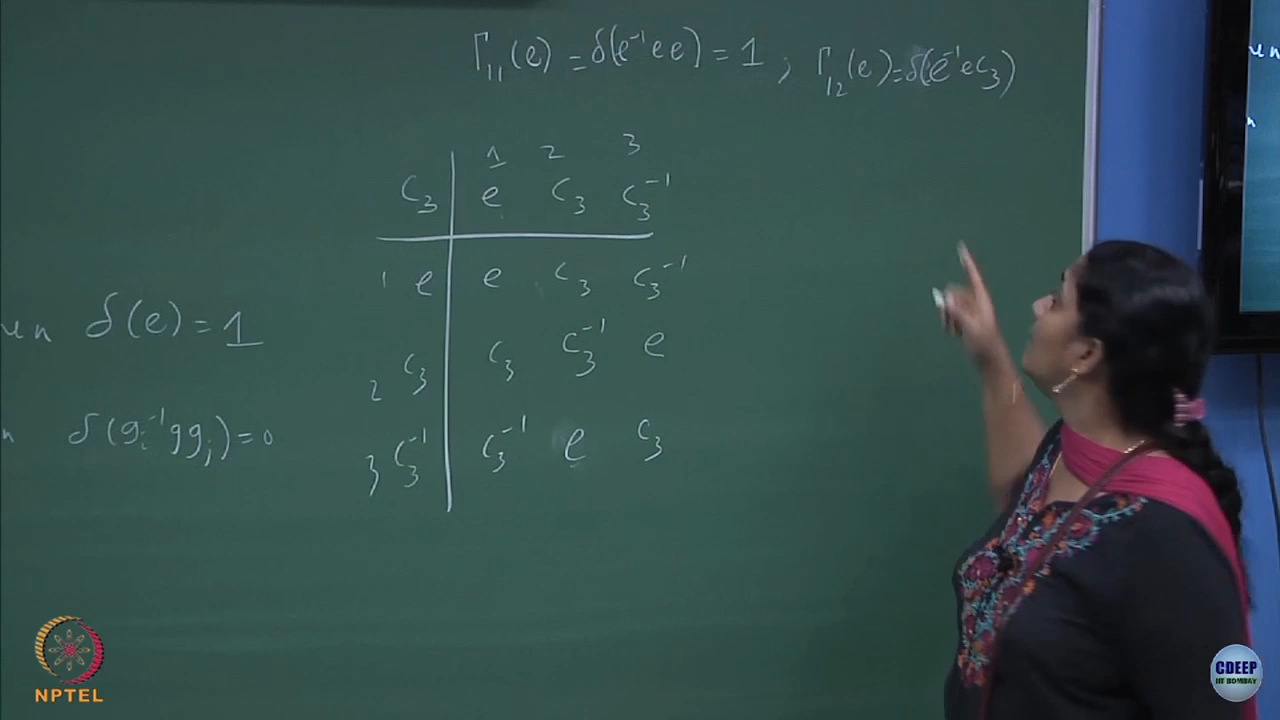 Γ₁₁(e) = δ(e⁻¹ee) = 1 ; Γ₁₂(e) = δ(e⁻¹eC₃)
1 2 3
C₃ e C₃ C₃⁻¹
1 e e C₃ C₃⁻¹
2 C₃ C₃ C₃⁻¹ e
3 C₃⁻¹ C₃⁻¹ e C₃
δ(e) = 1
δ(gᵢ⁻¹ggⱼ) = 0
NPTEL
CDEEP
IIT BOMBAY